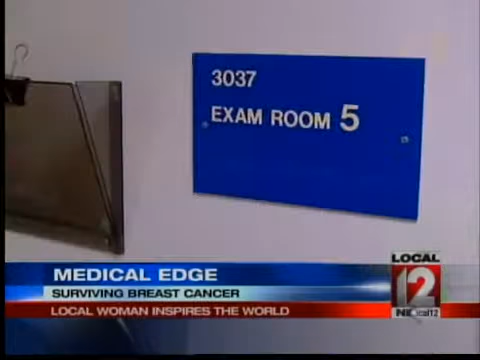 3037
EXAM ROOM 5
MEDICAL EDGE
SURVIVING BREAST CANCER
LOCAL WOMAN INSPIRES THE WORLD
LOCAL
12